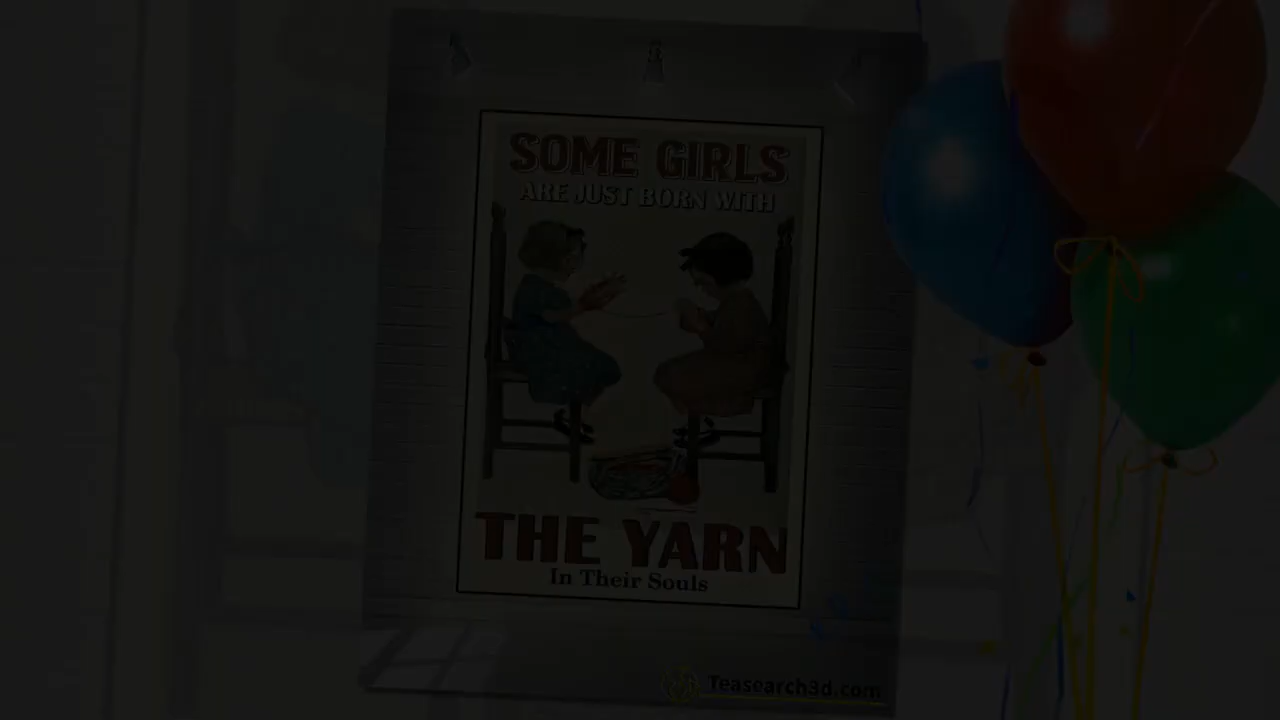 SOME GIRLS
ARE JUST BORN WITH
THE YARN
In Their Souls
Teasearch3d.com